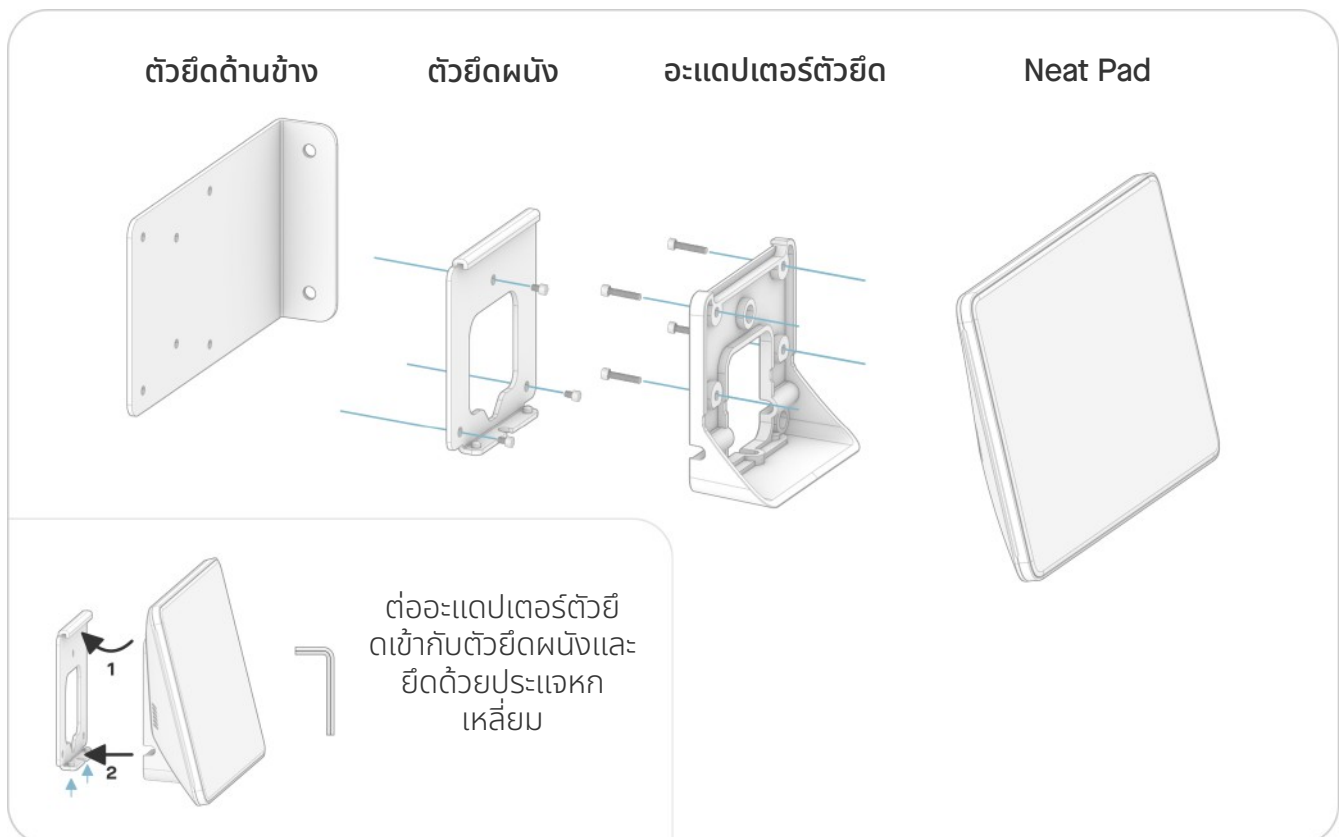 ตัวยึดด้านข้าง
ตัวยึดผนัง
อะแดปเตอร์ตัวยึด
Neat Pad
ต่ออะแดปเตอร์ตัวยึ
ดเข้ากับตัวยึดผนังและ
ยึดด้วยประแจหก
เหลี่ยม
1
2